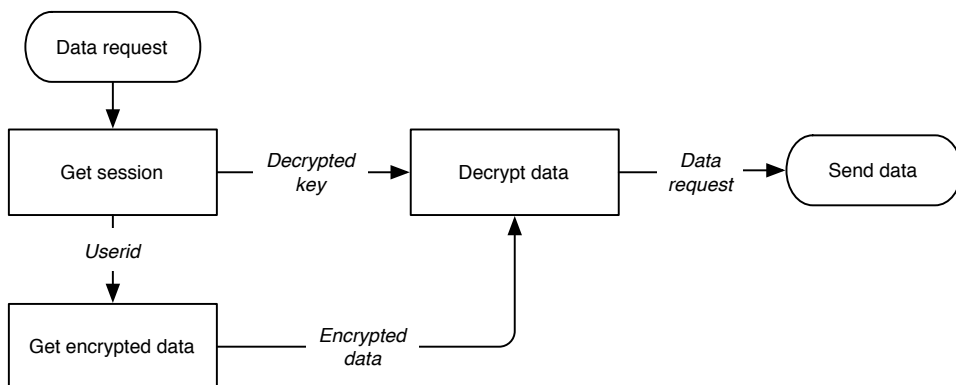 Data request
Get session
Decrypted
key
Decrypt data
Data
request
Send data
Userid
Get encrypted data
Encrypted
data